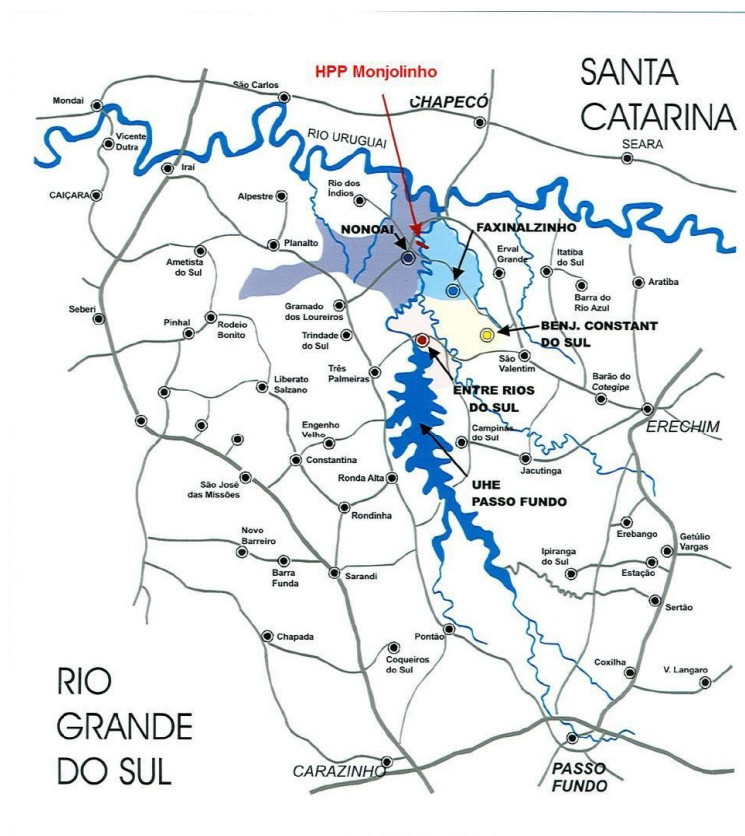 HPP Monjolinho
SANTA
CATARINA
São Carlos
Mondaí
CHAPECÓ
Vicente
Dutra
RIO URUGUAI
SEARA
Iraí
Rio dos
Índios
CAIÇARA
Alpestre
NONOAI
FAXINALZINHO
Planalto
Ametista
do Sul
Erval
Grande
Itatiba
do Sul
Aratiba
Barra do
Rio Azul
Seberi
Gramado
dos Loureiros
Pinhal
Rodeio
Bonito
Trindade
do Sul
BENJ. CONSTANT
DO SUL
São
Valentim
Três
Palmeiras
Liberato
Salzano
ENTRE RIOS
DO SUL
Barão do
Cotegipe
ERECHIM
Engenho
Velho
Campinas
do Sul
Constantina
Jacutinga
São José
das Missões
Ronda Alta
UHE
PASSO FUNDO
Rondinha
Novo
Barreiro
Erebango
Getúlio
Vargas
Ipiranga
do Sul
Estação
Barra
Funda
Sarandi
Sertão
Chapada
Pontão
Coqueiros
do Sul
Coxilha
V. Langaro
RIO
GRANDE
DO SUL
CARAZINHO
PASSO
FUNDO